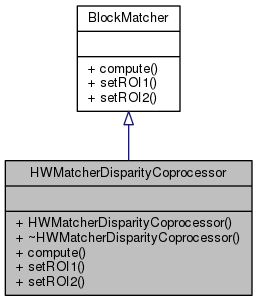 BlockMatcher
+ compute()
+ setROI1()
+ setROI2()
HWMatcherDisparityCoprocessor
+ HWMatcherDisparityCoprocessor()
+ ~HWMatcherDisparityCoprocessor()
+ compute()
+ setROI1()
+ setROI2()